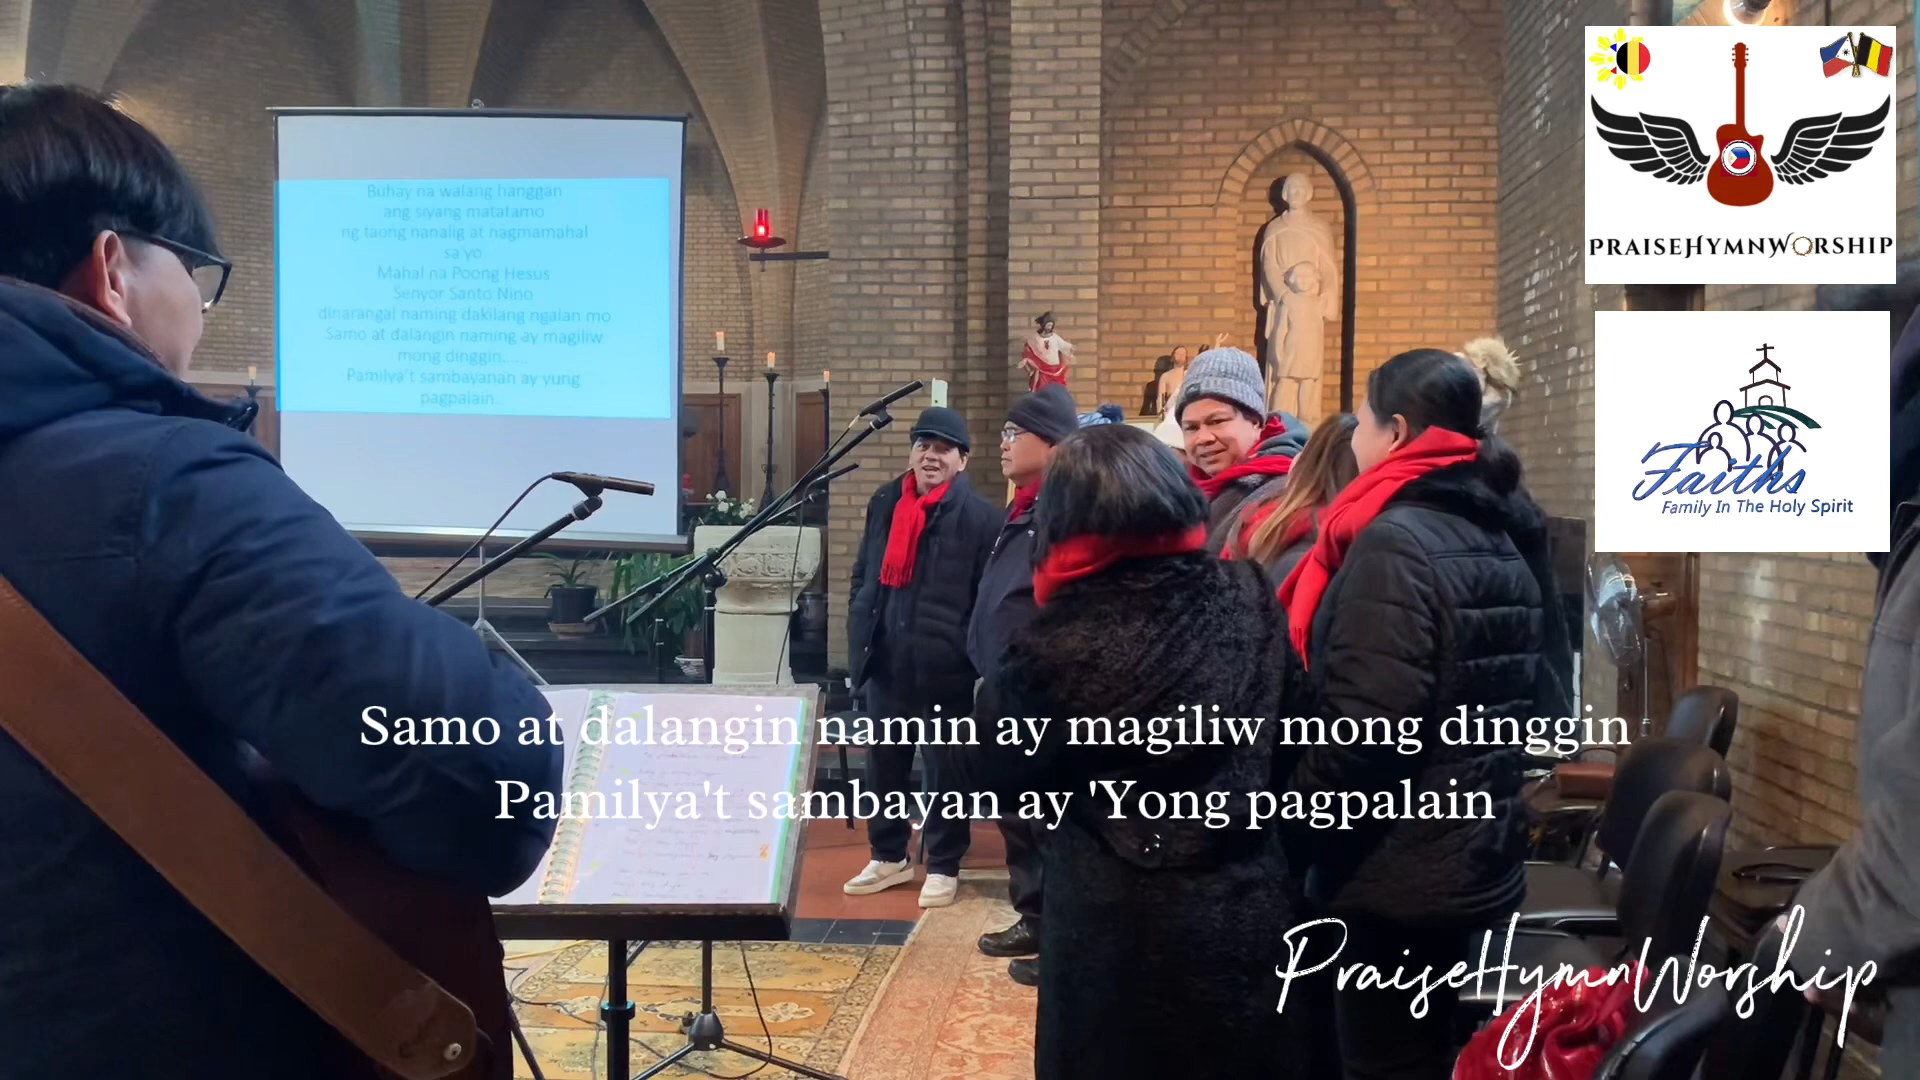 Buhay na walang hanggan
ang siyang matatamo
ng taong nanalig at nagmamahal
sa'yo
Mahal na Poong Hesus
Senyor Santo Nino
dinarangal naming dakilang ngalan mo
Samo at dalangin naming ay magiliw
mong dinggin......
Pamilya't sambayanan ay yung
pagpalain..
PRAISEHYMNWORSHIP
Faiths
Family In The Holy Spirit
Samo at dalangin namin ay magiliw mong dinggin
Pamilya't sambayan ay 'Yong pagpalain
PraiseHymnWorship